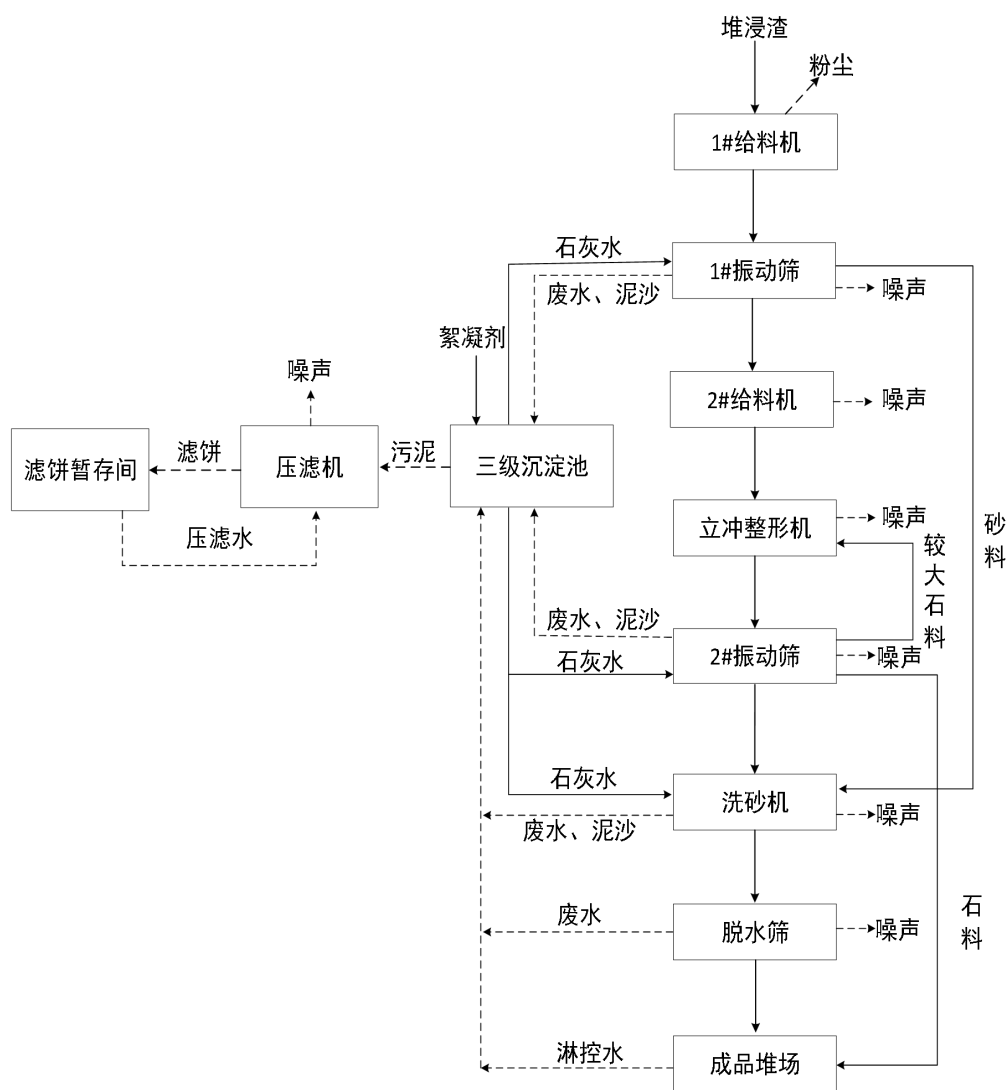 堆浸渣
粉尘
1#给料机
石灰水
1#振动筛
废水、泥沙
噪声
絮凝剂
噪声
2#给料机
噪声
滤饼暂存间
滤饼
压滤机
污泥
三级沉淀池
压滤水
立冲整形机
噪声
较大石料
砂料
废水、泥沙
2#振动筛
噪声
石灰水
石灰水
洗砂机
废水、泥沙
噪声
废水
脱水筛
噪声
石料
淋控水
成品堆场